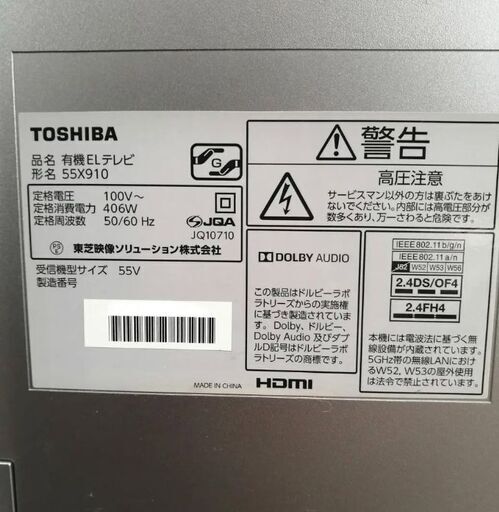 TOSHIBA
品名 有機ELテレビ
形名 55X910
G
定格電圧 100V～
定格消費電力 406W
定格周波数 50/60 Hz
JQA
JQ10710
PS
E
東芝映像ソリューション株式会社
受信機型サイズ 55V
製造番号
MADE IN CHINA
HDMI
警告
高圧注意
サービスマン以外の方は裏ぶたをあけ
ないでください。内部には高電圧部分が
数多くあり、万一さわると危険です。
DOLBY AUDIO
この製品はドルビーラボ
ラトリーズからの実施権
に基づき製造されていま
す。Dolby、ドルビー、
Dolby Audio 及びダブ
ルD記号はドルビーラボ
ラトリーズの商標です。
IEEE802.11b/g/n
IEEE802.11a/n
J52 W52 W53 W56
2.4DS/OF4
2.4FH4
本機には電波法に基づく無
線設備が内蔵されています。
5GHz帯の無線LANにおけ
るW52, W53の屋外使用
は法令で禁止されています。